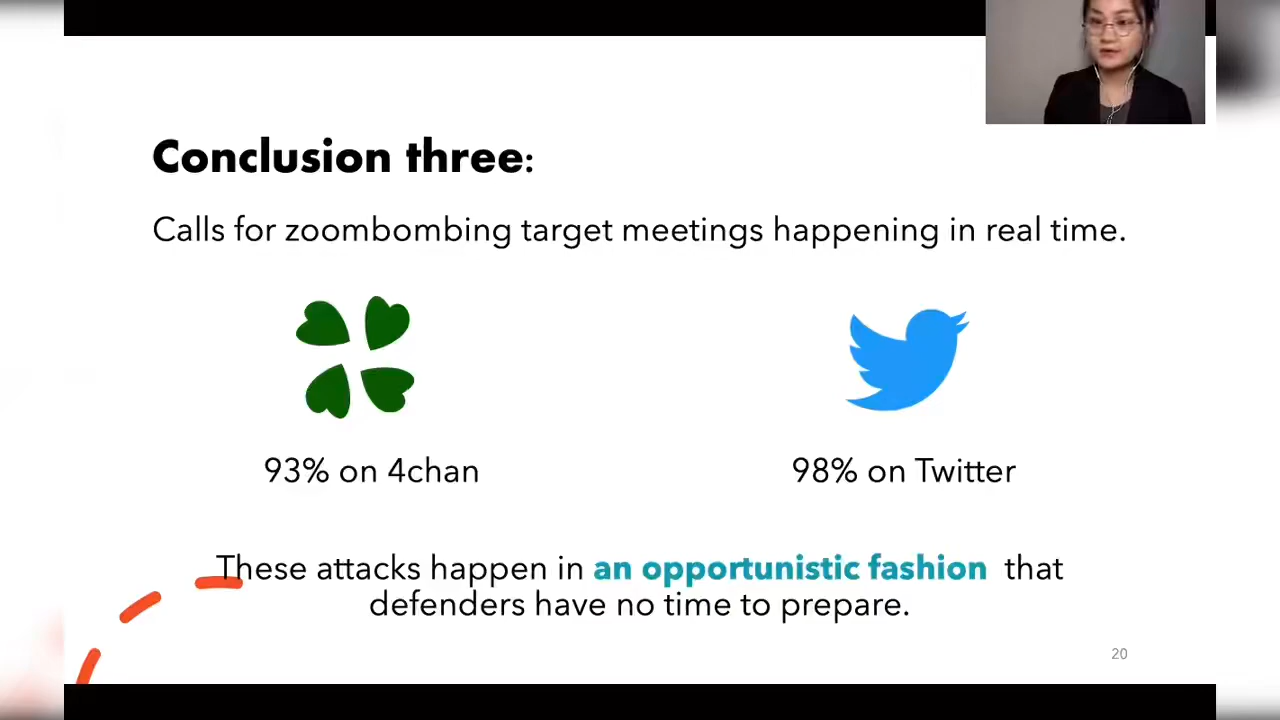 Conclusion three:
Calls for zoombombing target meetings happening in real time.
93% on 4chan
98% on Twitter
These attacks happen in an opportunistic fashion that
defenders have no time to prepare.
20